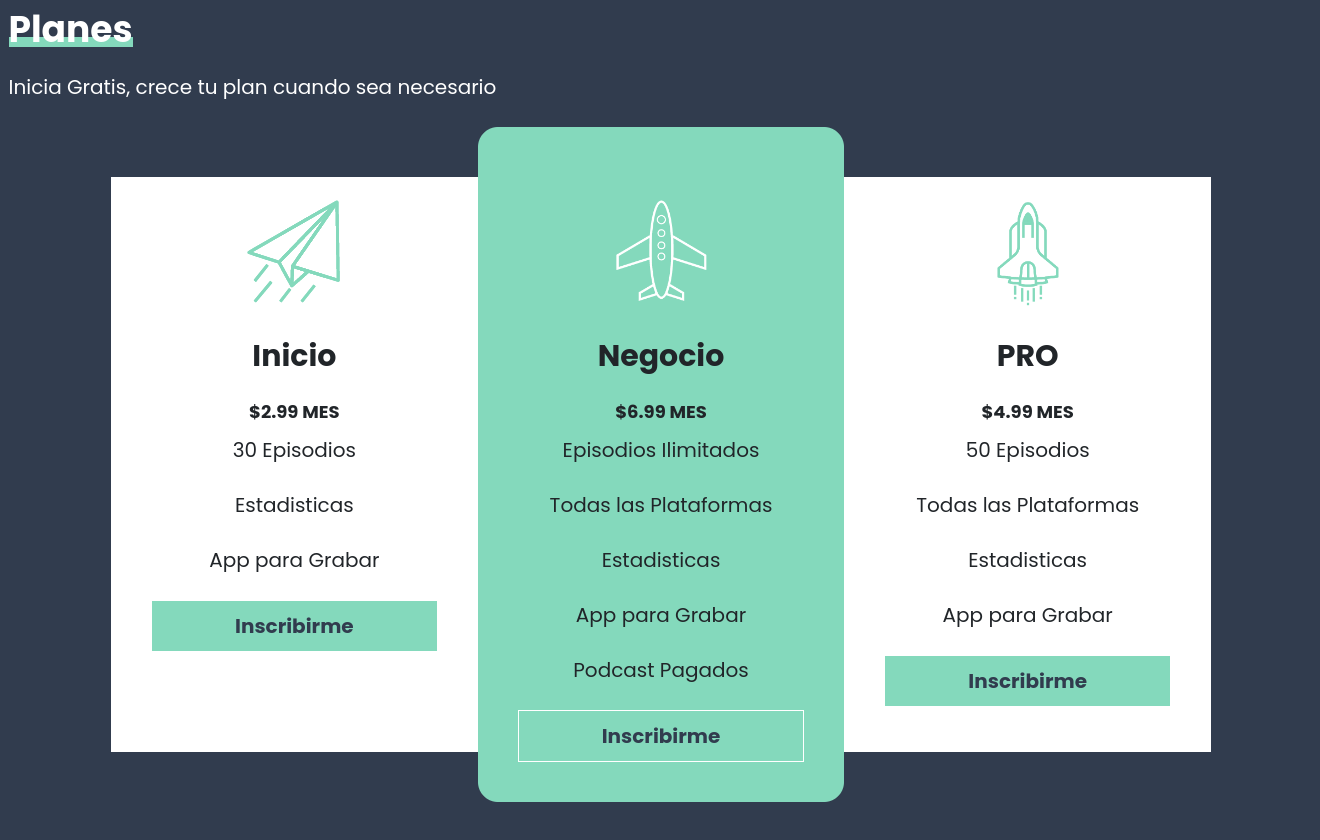 Planes
Inicia Gratis, crece tu plan cuando sea necesario
Inicio
$2.99 MES
30 Episodios
Estadisticas
App para Grabar
Inscribirme
Negocio
$6.99 MES
Episodios Ilimitados
Todas las Plataformas
Estadisticas
App para Grabar
Podcast Pagados
Inscribirme
PRO
$4.99 MES
50 Episodios
Todas las Plataformas
Estadisticas
App para Grabar
Inscribirme